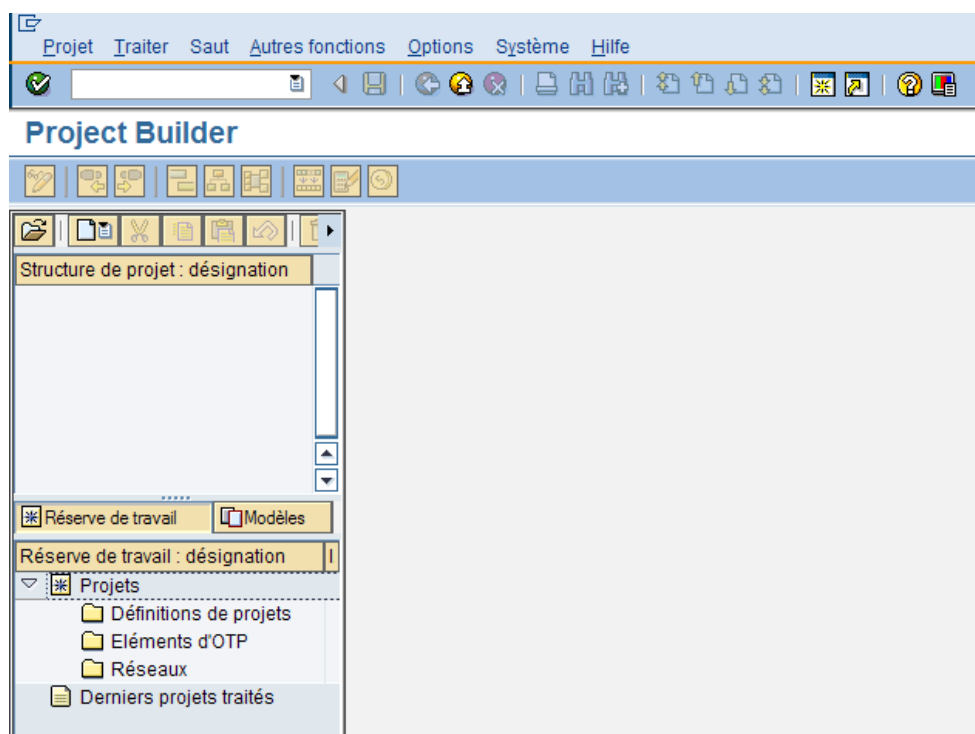 Projet Traiter Saut Autres fonctions Options Système Hilfe
Project Builder
Structure de projet : désignation
Réserve de travail Modèles
Réserve de travail : désignation I
Projets
Définitions de projets
Eléments d'OTP
Réseaux
Derniers projets traités